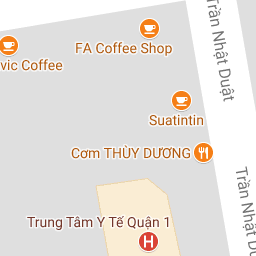 FA Coffee Shop
vic Coffee
Trần Nhật Duật
Suatintin
Cơm THÙY DƯƠNG
Trần Nhật
Trung Tâm Y Tế Quận 1
H